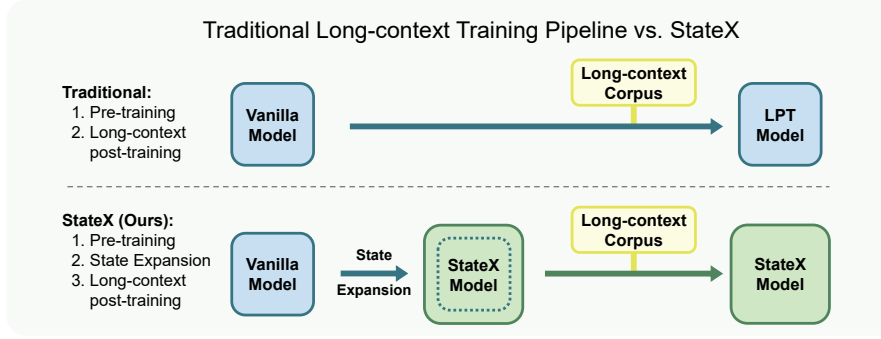 Traditional Long-context Training Pipeline vs. StateX
Traditional:
1. Pre-training
2. Long-context
post-training
Vanilla
Model
Long-context
Corpus
LPT
Model
StateX (Ours):
1. Pre-training
2. State Expansion
3. Long-context
post-training
Vanilla
Model
State
Expansion
StateX
Model
Long-context
Corpus
StateX
Model